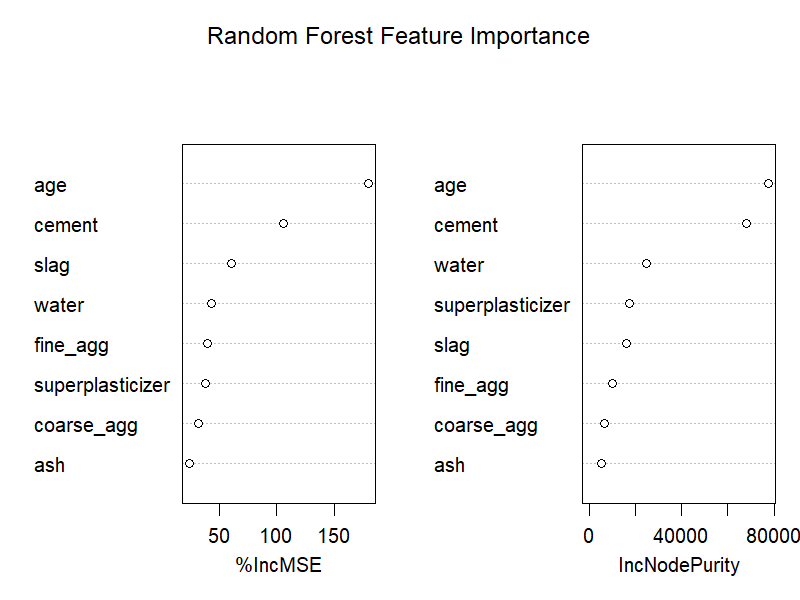 Random Forest Feature Importance
age
cement
slag
water
fine_agg
superplasticizer
coarse_agg
ash
50 100 150
%IncMSE
age
cement
water
superplasticizer
slag
fine_agg
coarse_agg
ash
0 40000 80000
IncNodePurity